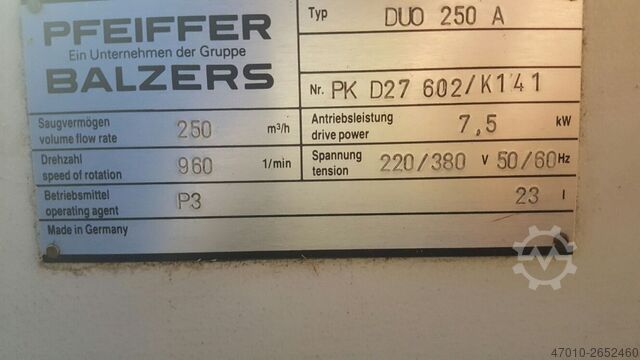 PFEIFFER
Ein Unternehmen der Gruppe
BALZERS
Typ DUO 250 A
Nr. PK D27 602/K141
Saugvermögen
volume flow rate 250 m³/h
Antriebsleistung
drive power 7,5 kW
Drehzahl
speed of rotation 960 1/min
Spannung
tension 220/380 V 50/60 Hz
Betriebsmittel
operating agent P3 23 l
Made in Germany
47010-2652460